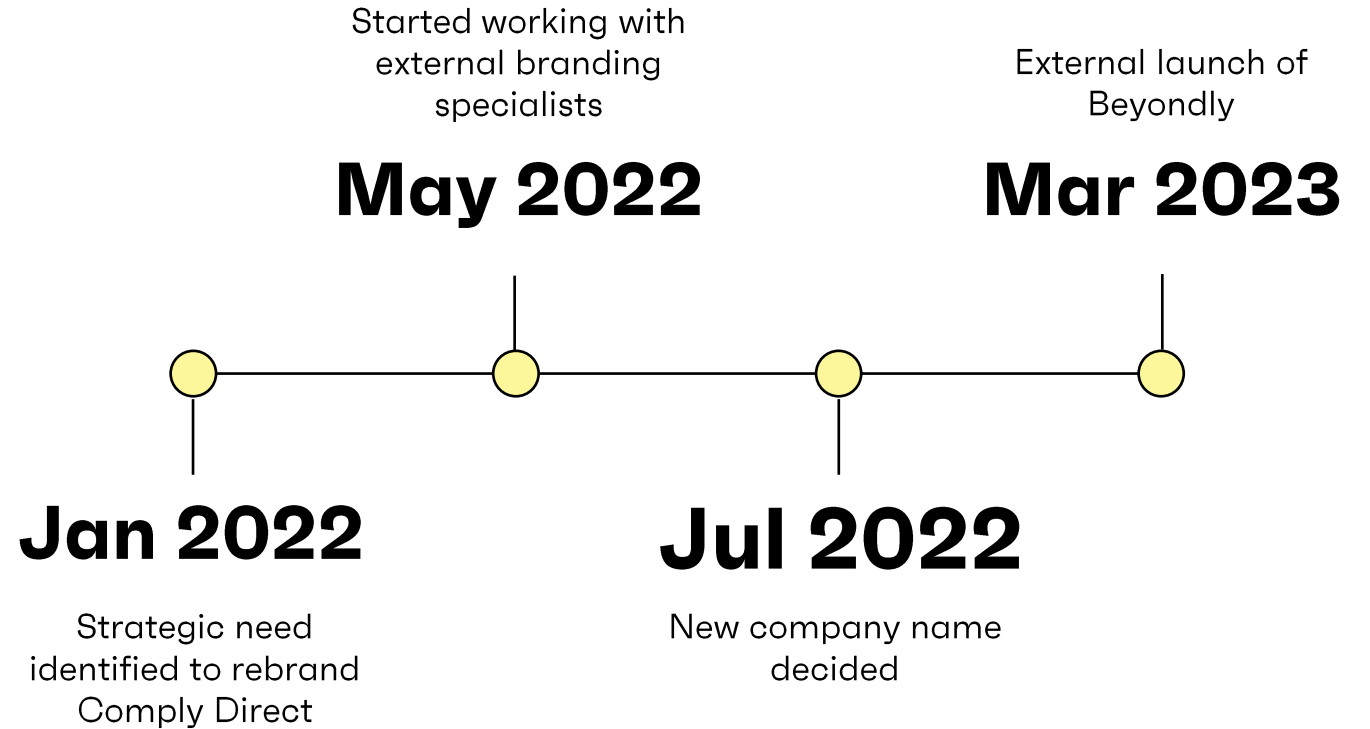 Started working with
external branding
specialists
May 2022
External launch of
Beyondly
Mar 2023
Jan 2022
Strategic need
identified to rebrand
Comply Direct
Jul 2022
New company name
decided